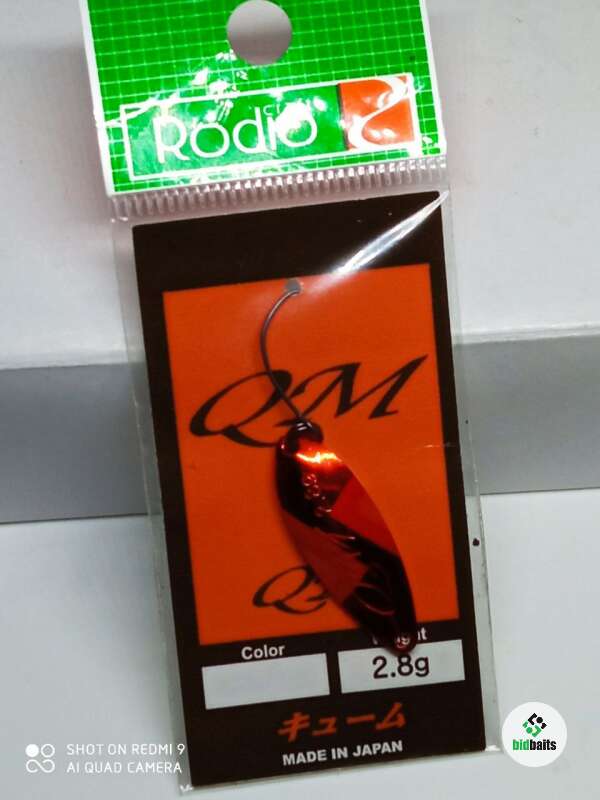 Rodio
QM
Color
2.8g
キューム
MADE IN JAPAN
SHOT ON REDMI 9
AI QUAD CAMERA
bidbaits